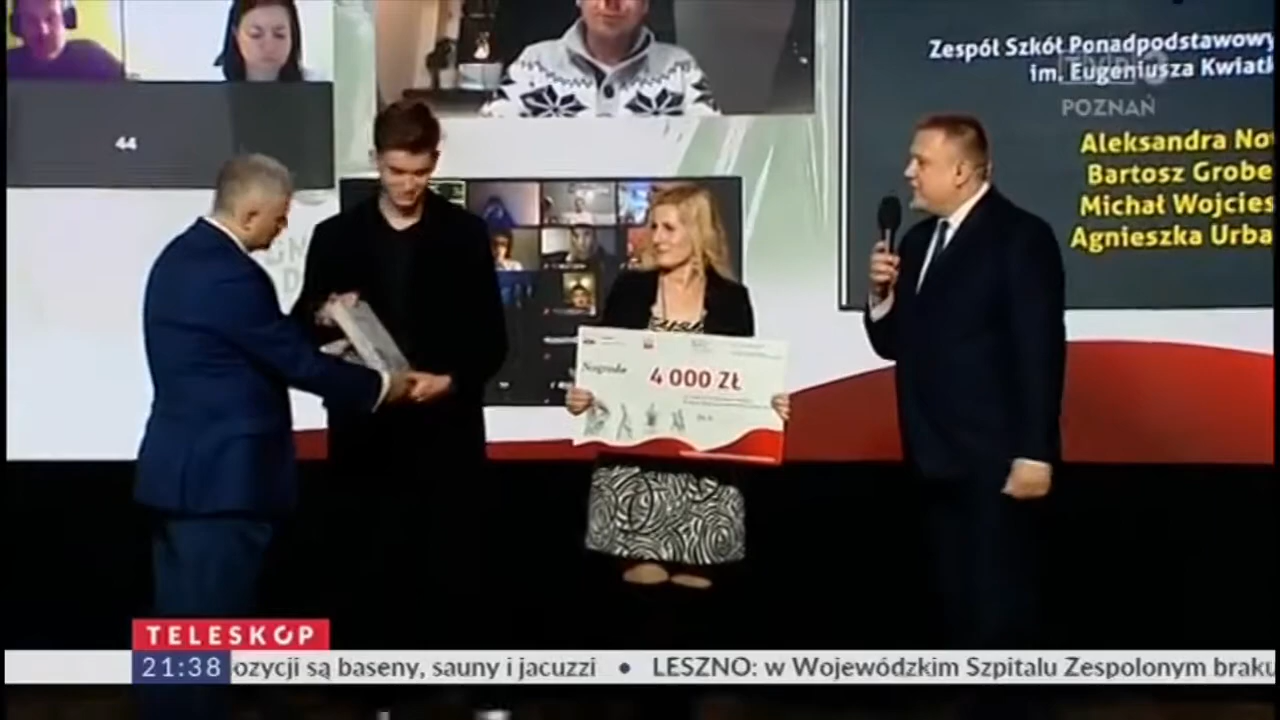 Zespół Szkół Ponadpodstawowy
im. Eugeniusza Kwiatk
POZNAŃ
Aleksandra No
Bartosz Grobe
Michał Wojcies
Agnieszka Urba
44
Nagroda
4 000 ZŁ
TELESKOP
21:38 ozycji są baseny, sauny i jacuzzi • LESZNO: w Wojewódzkim Szpitalu Zespolonym braku